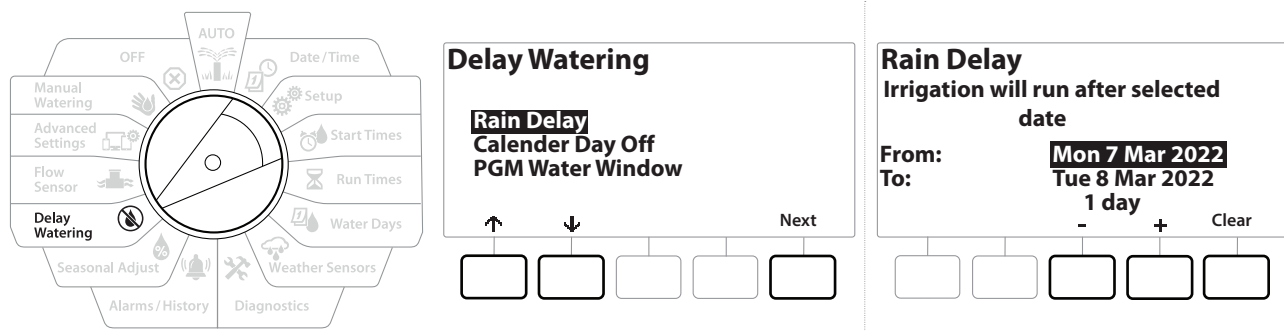 AUTO
OFF
Date/Time
Manual
Watering
Setup
Advanced
Settings
Start Times
Flow
Sensor
Run Times
Delay
Watering
Water Days
Seasonal Adjust
%
Weather Sensors
Alarms/History
Diagnostics
Delay Watering
Rain Delay
Calender Day Off
PGM Water Window
↑ ↓ Next
Rain Delay
Irrigation will run after selected
date
From: Mon 7 Mar 2022
To: Tue 8 Mar 2022
1 day
- + Clear